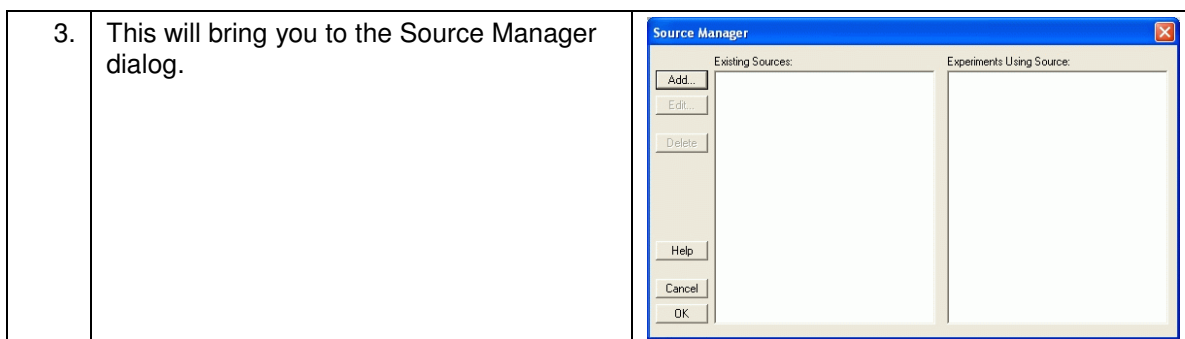 3. This will bring you to the Source Manager
dialog.
Source Manager
Existing Sources:
Experiments Using Source:
Add...
Edit...
Delete
Help
Cancel
OK